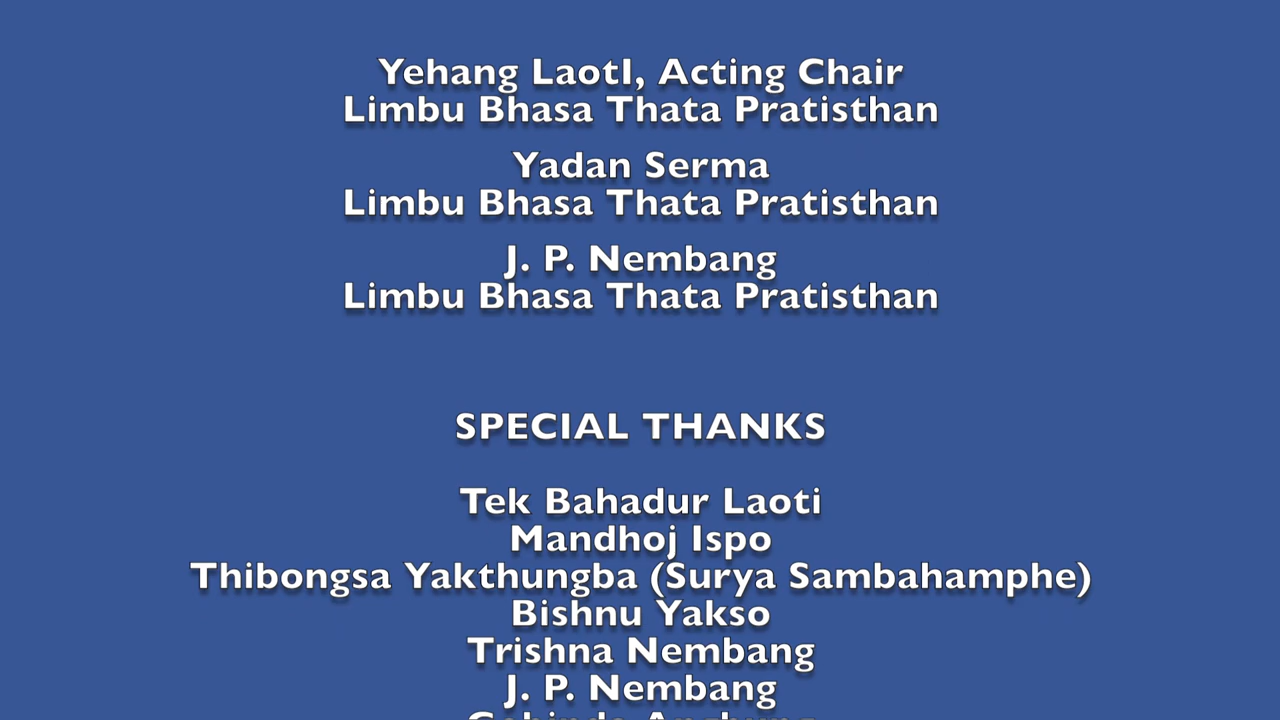 Yehang LaotI, Acting Chair
Limbu Bhasa Thata Pratisthan
Yadan Serma
Limbu Bhasa Thata Pratisthan
J. P. Nembang
Limbu Bhasa Thata Pratisthan
SPECIAL THANKS
Tek Bahadur Laoti
Mandhoj Ispo
Thibongsa Yakthungba (Surya Sambahamphe)
Bishnu Yakso
Trishna Nembang
J. P. Nembang